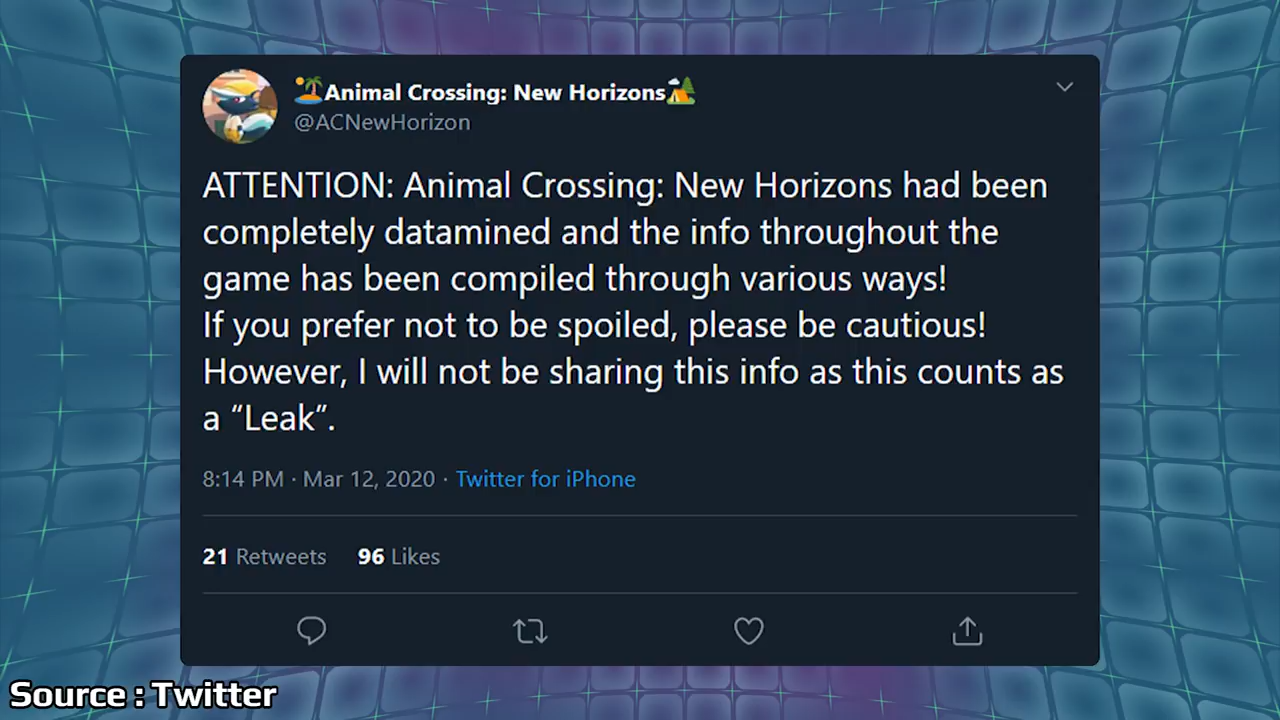 🏝️Animal Crossing: New Horizons🏕️
@ACNewHorizon
ATTENTION: Animal Crossing: New Horizons had been
completely datamined and the info throughout the
game has been compiled through various ways!
If you prefer not to be spoiled, please be cautious!
However, I will not be sharing this info as this counts as
a “Leak”.
8:14 PM · Mar 12, 2020 · Twitter for iPhone
21 Retweets 96 Likes
Source : Twitter